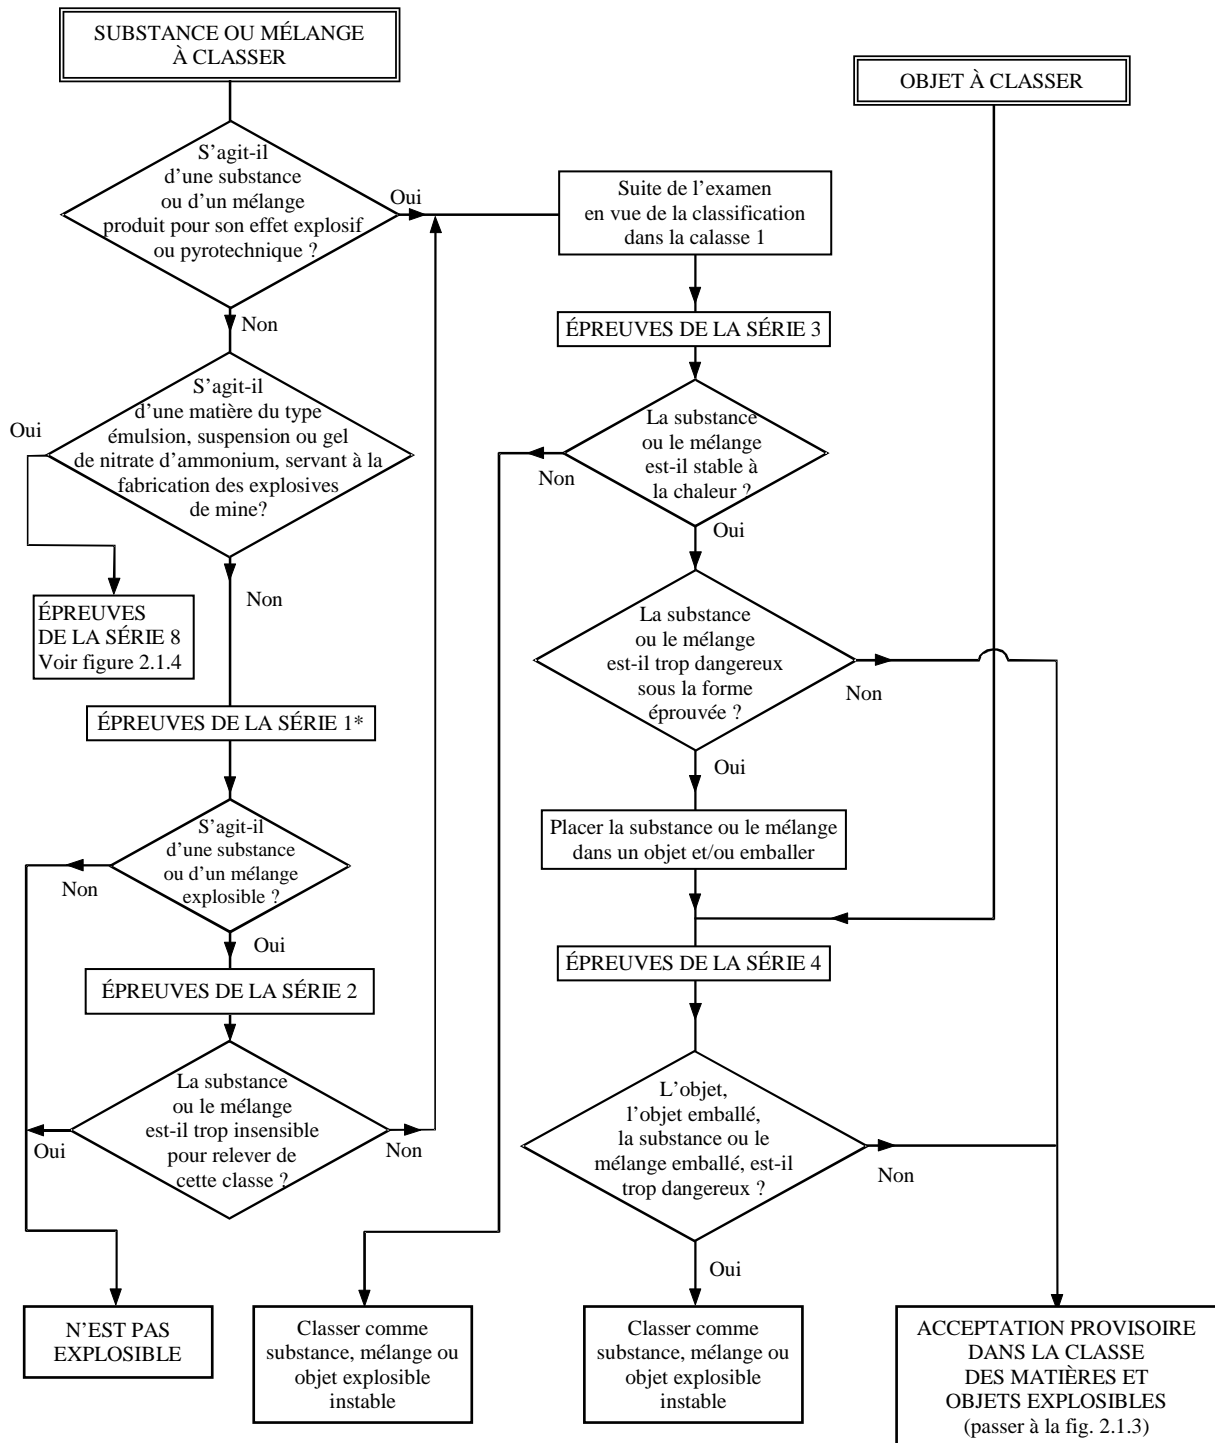 SUBSTANCE OU MÉLANGE
À CLASSER
OBJET À CLASSER
S’agit-il
d’une substance
ou d’un mélange
produit pour son effet explosif
ou pyrotechnique ?
Oui
Suite de l’examen
en vue de la classification
dans la calasse 1
Non
ÉPREUVES DE LA SÉRIE 3
S’agit-il
d’une matière du type
émulsion, suspension ou gel
de nitrate d’ammonium, servant à la
fabrication des explosives
de mine?
Oui
La substance
ou le mélange
est-il stable à
la chaleur ?
Non
Oui
Non
ÉPREUVES
DE LA SÉRIE 8
Voir figure 2.1.4
La substance
ou le mélange
est-il trop dangereux
sous la forme
éprouvée ?
Non
ÉPREUVES DE LA SÉRIE 1*
Oui
S’agit-il
d’une substance
ou d’un mélange
explosible ?
Non
Placer la substance ou le mélange
dans un objet et/ou emballer
Oui
ÉPREUVES DE LA SÉRIE 4
ÉPREUVES DE LA SÉRIE 2
La substance
ou le mélange
est-il trop insensible
pour relever de
cette classe ?
Oui
Non
L’objet,
l’objet emballé,
la substance ou le
mélange emballé, est-il
trop dangereux ?
Non
Oui
N’EST PAS
EXPLOSIBLE
Classer comme
substance, mélange ou
objet explosible
instable
Classer comme
substance, mélange ou
objet explosible
instable
ACCEPTATION PROVISOIRE
DANS LA CLASSE
DES MATIÈRES ET
OBJETS EXPLOSIBLES
(passer à la fig. 2.1.3)